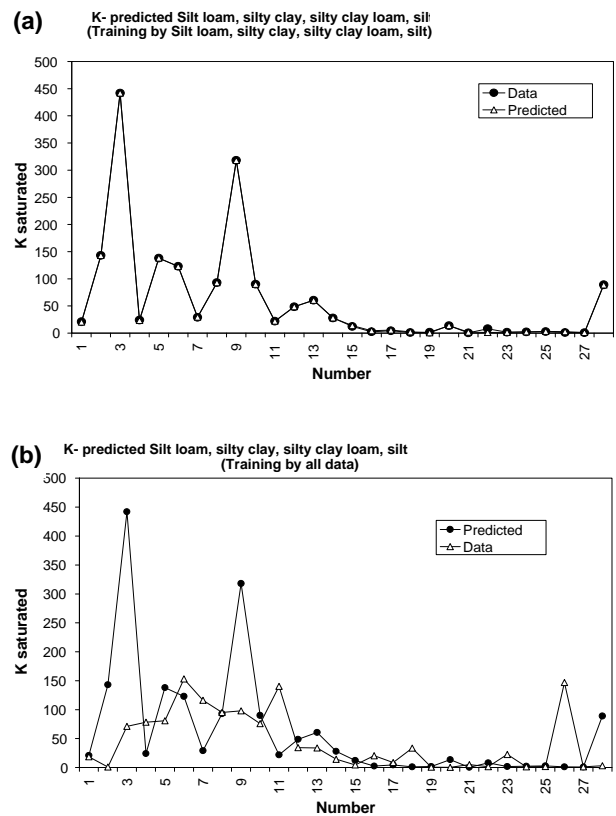 (a)
K- predicted Silt loam, silty clay, silty clay loam, silt
(Training by Silt loam, silty clay, silty clay loam, silt)
500
450
400
350
300
250
200
150
100
50
0
K saturated
Data
Predicted
1 3 5 7 9 11 13 15 17 19 21 23 25 27
Number
(b)
K- predicted Silt loam, silty clay, silty clay loam, silt
(Training by all data)
500
450
400
350
300
250
200
150
100
50
0
K saturated
Predicted
Data
1 3 5 7 9 11 13 15 17 19 21 23 25 27
Number